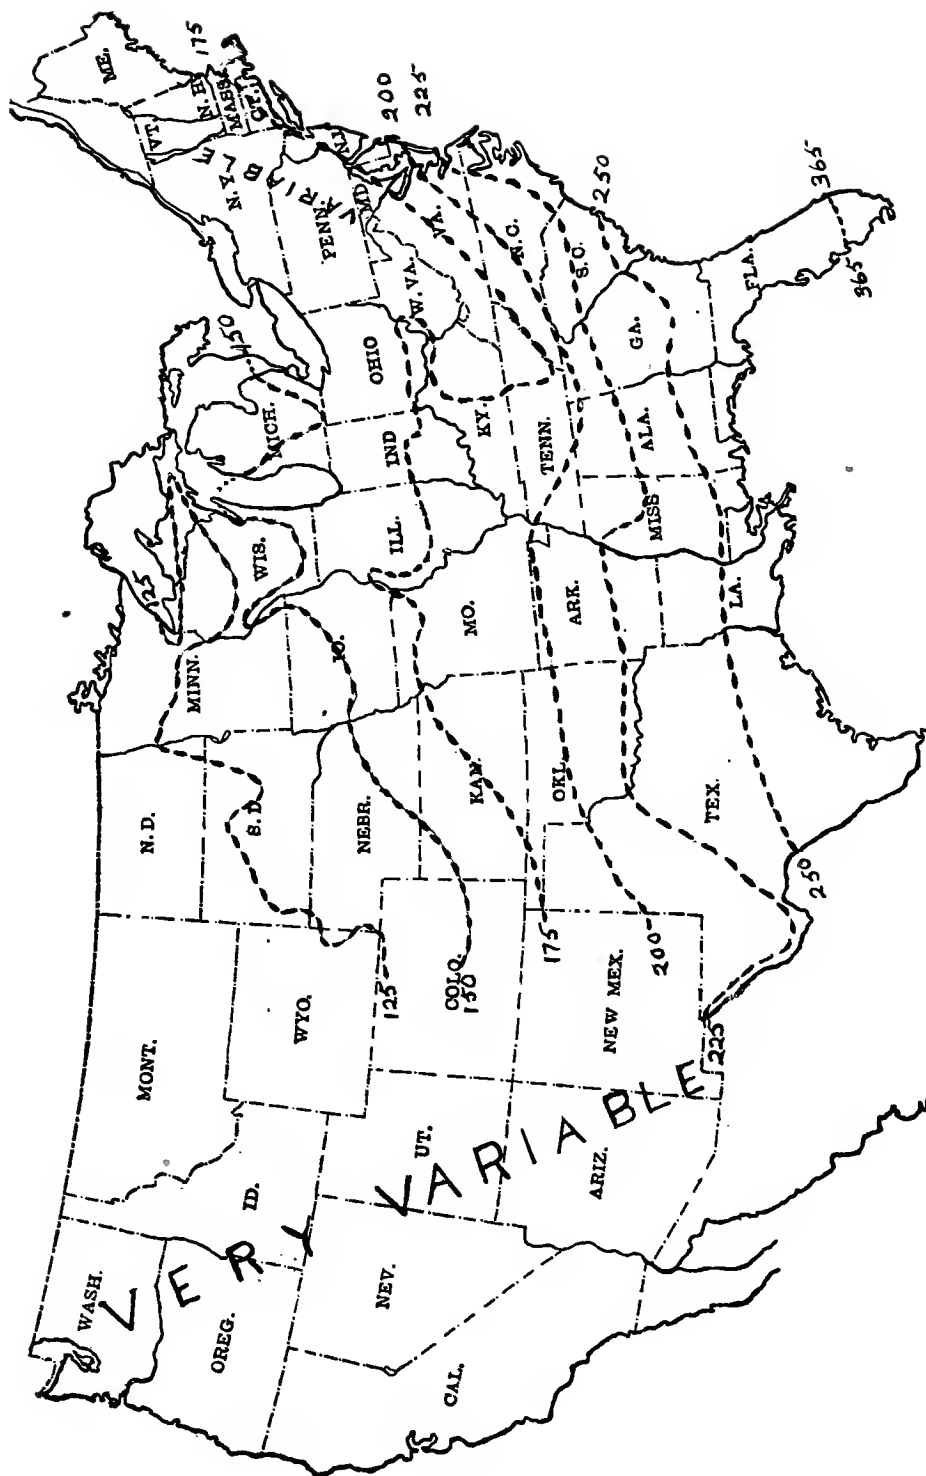 WASH.
OREG.
CAL.
NEV.
ID.
MONT.
WYO.
UT.
ARIZ.
COLO.
NEW MEX.
N.D.
S.D.
NEBR.
KAN.
OKL.
TEX.
MINN.
IO.
MO.
ARK.
LA.
WIS.
ILL.
MICH.
IND
OHIO
KY.
TENN.
MISS
ALA.
GA.
FLA.
S.C.
N.C.
VA.
W.VA.
MD
PENN.
N.J.
N.Y.
CT.
MASS.
VT.
N.H.
ME.
VERY VARIABLE
VARIABLE
125
125
150
150
175
175
200
200
225
225
250
250
365
365